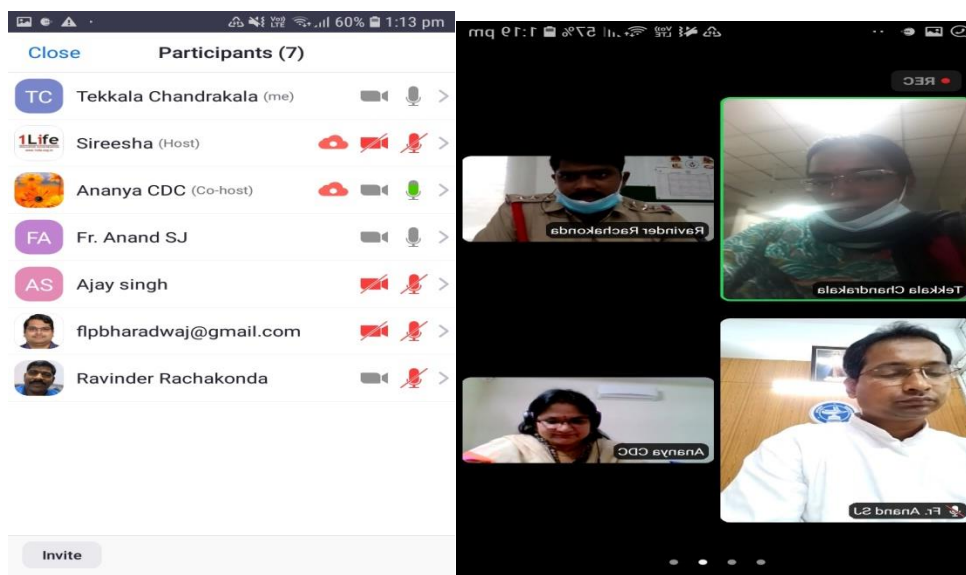 60% 1:13 pm
Close Participants (7)
TC Tekkala Chandrakala (me)
1Life Sireesha (Host)
Ananya CDC (Co-host)
FA Fr. Anand SJ
AS Ajay singh
flpbharadwaj@gmail.com
Ravinder Rachakonda
Invite
57% 1:19 pm
REC
Ravinder Rachakonda
Tekkala Chandrakala
Ananya CDC
Fr. Anand SJ